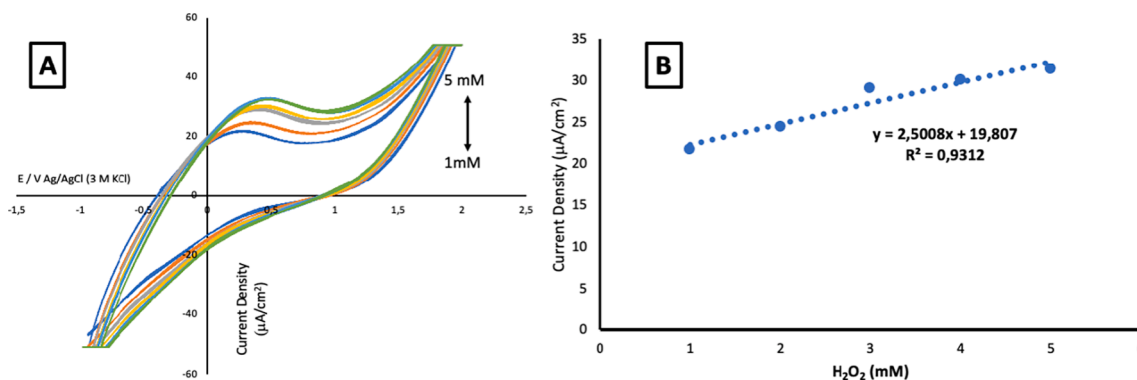 A
60
40
20
0
-20
-40
-60
5 mM
1mM
E / V Ag/AgCl (3 M KCl)
-1,5
-1
-0,5
0
0,5
1
1,5
2
2,5
Current Density
(µA/cm²)
B
35
30
25
20
15
10
5
0
Current Density (µA/cm²)
y = 2,5008x + 19,807
R² = 0,9312
0
1
2
3
4
5
H₂O₂ (mM)